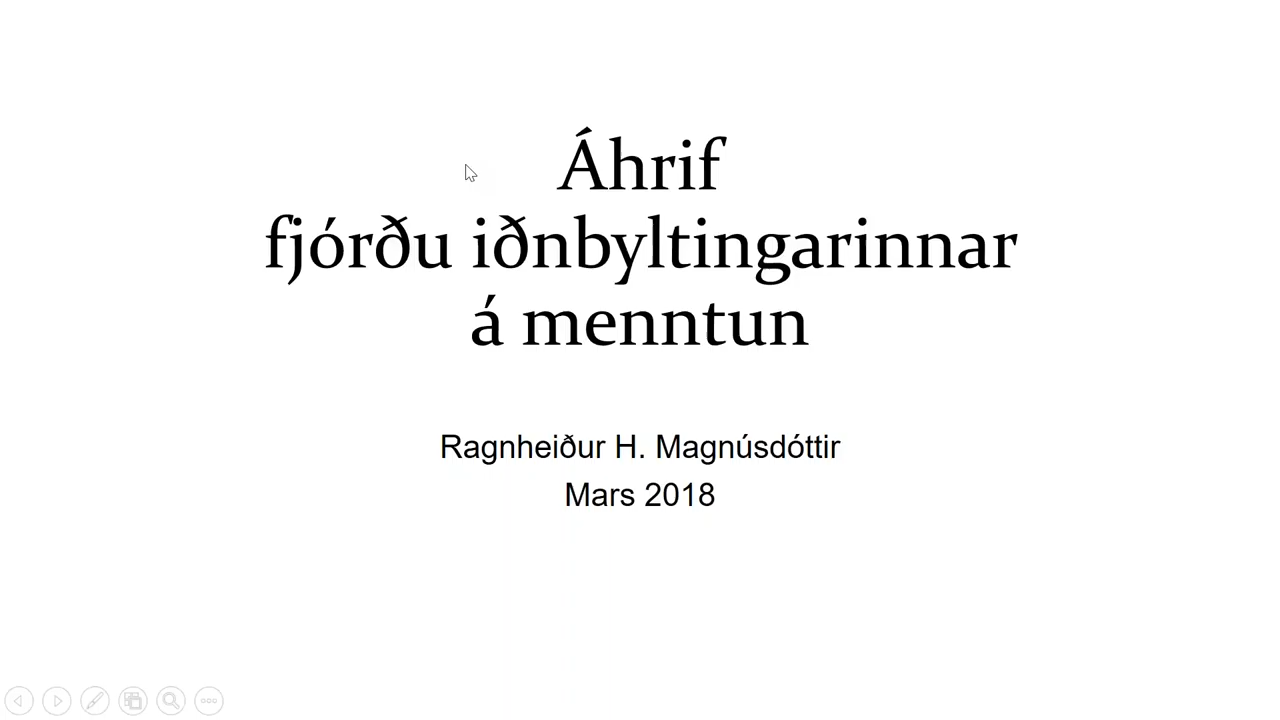 Áhrif
fjórðu iðnbyltingarinnar
á menntun
Ragnheiður H. Magnúsdóttir
Mars 2018